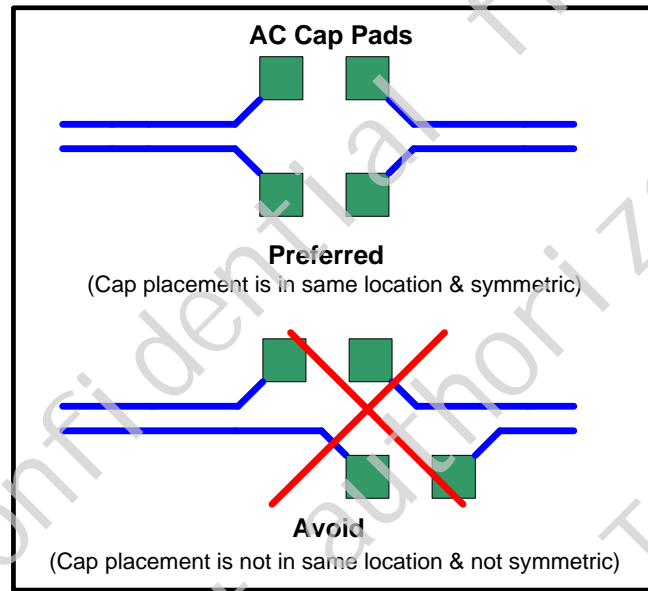 AC Cap Pads
Preferred
(Cap placement is in same location & symmetric)
Avoid
(Cap placement is not in same location & not symmetric)